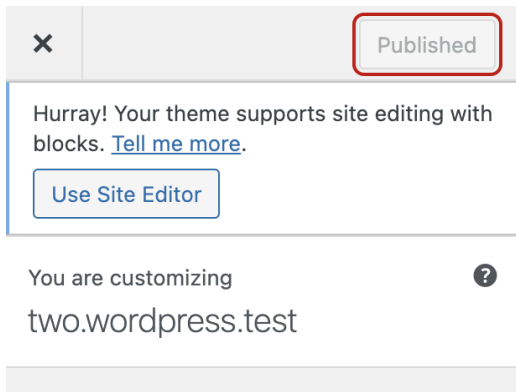 Published
Hurray! Your theme supports site editing with
blocks. Tell me more.
Use Site Editor
You are customizing
two.wordpress.test